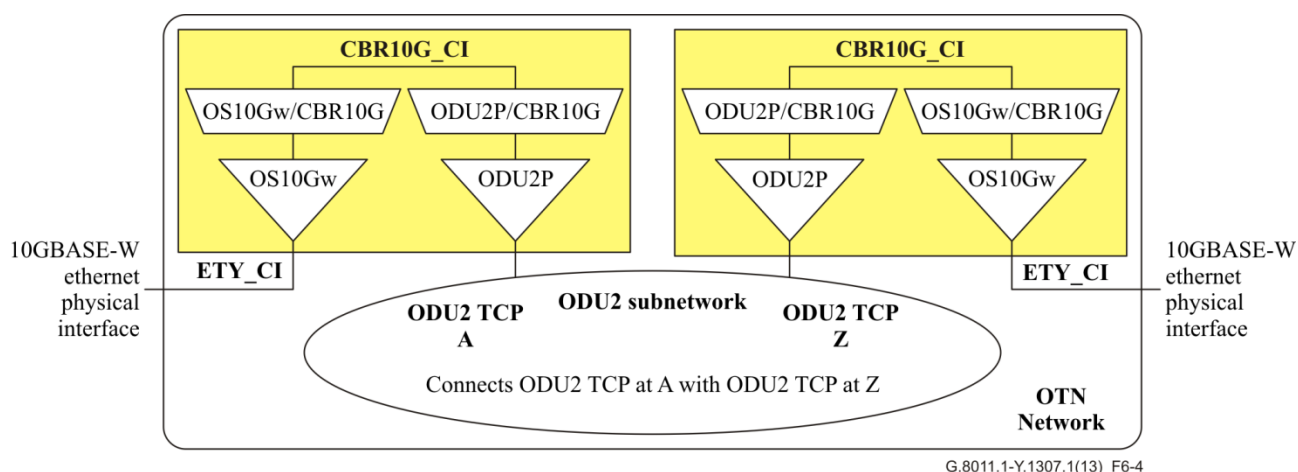 CBR10G_CI
OS10Gw/CBR10G
ODU2P/CBR10G
OS10Gw
ODU2P
CBR10G_CI
ODU2P/CBR10G
OS10Gw/CBR10G
ODU2P
OS10Gw
10GBASE-W
ethernet
physical
interface
ETY_CI
ETY_CI
10GBASE-W
ethernet
physical
interface
ODU2 TCP
A
ODU2 subnetwork
ODU2 TCP
Z
Connects ODU2 TCP at A with ODU2 TCP at Z
OTN
Network
G.8011.1-Y.1307.1(13)_F6-4